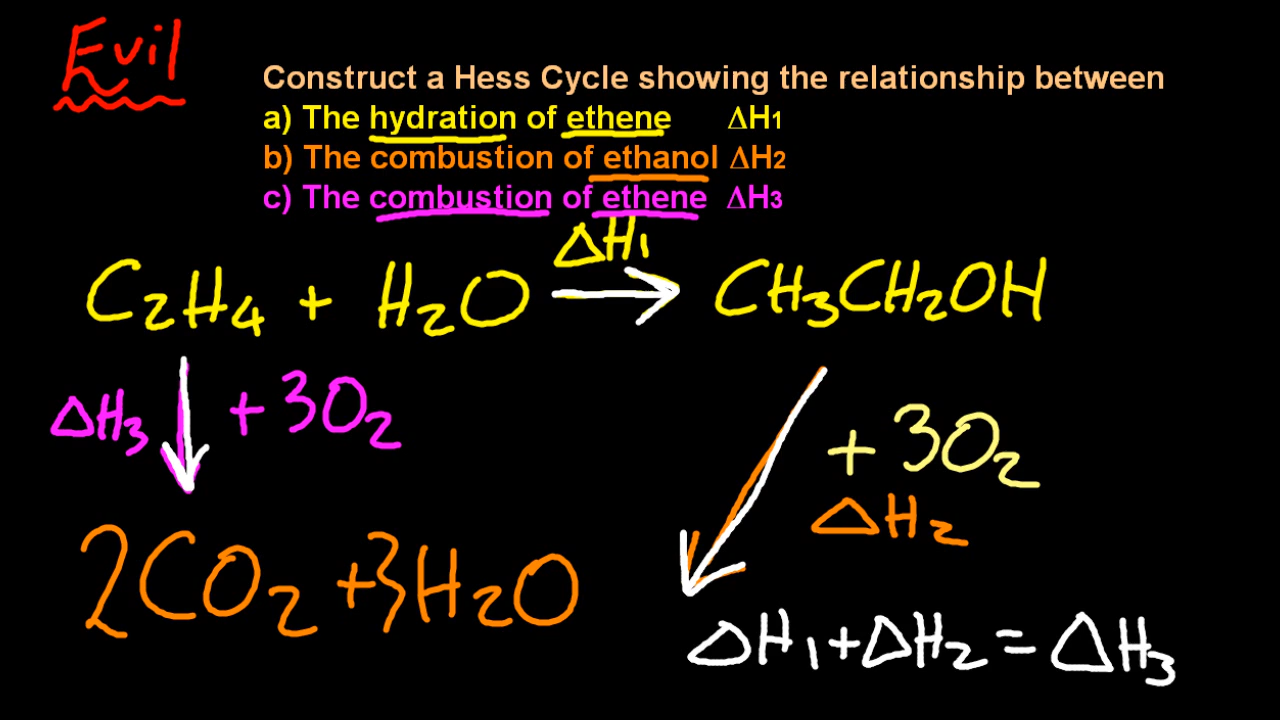 Evil
Construct a Hess Cycle showing the relationship between
a) The hydration of ethene ΔH1
b) The combustion of ethanol ΔH2
c) The combustion of ethene ΔH3
ΔH₁
C₂H₄ + H₂O → CH₃CH₂OH
ΔH₃ ↓ + 3O₂
+ 3O₂
ΔH₂
2CO₂ + 3H₂O
ΔH₁ + ΔH₂ = ΔH₃